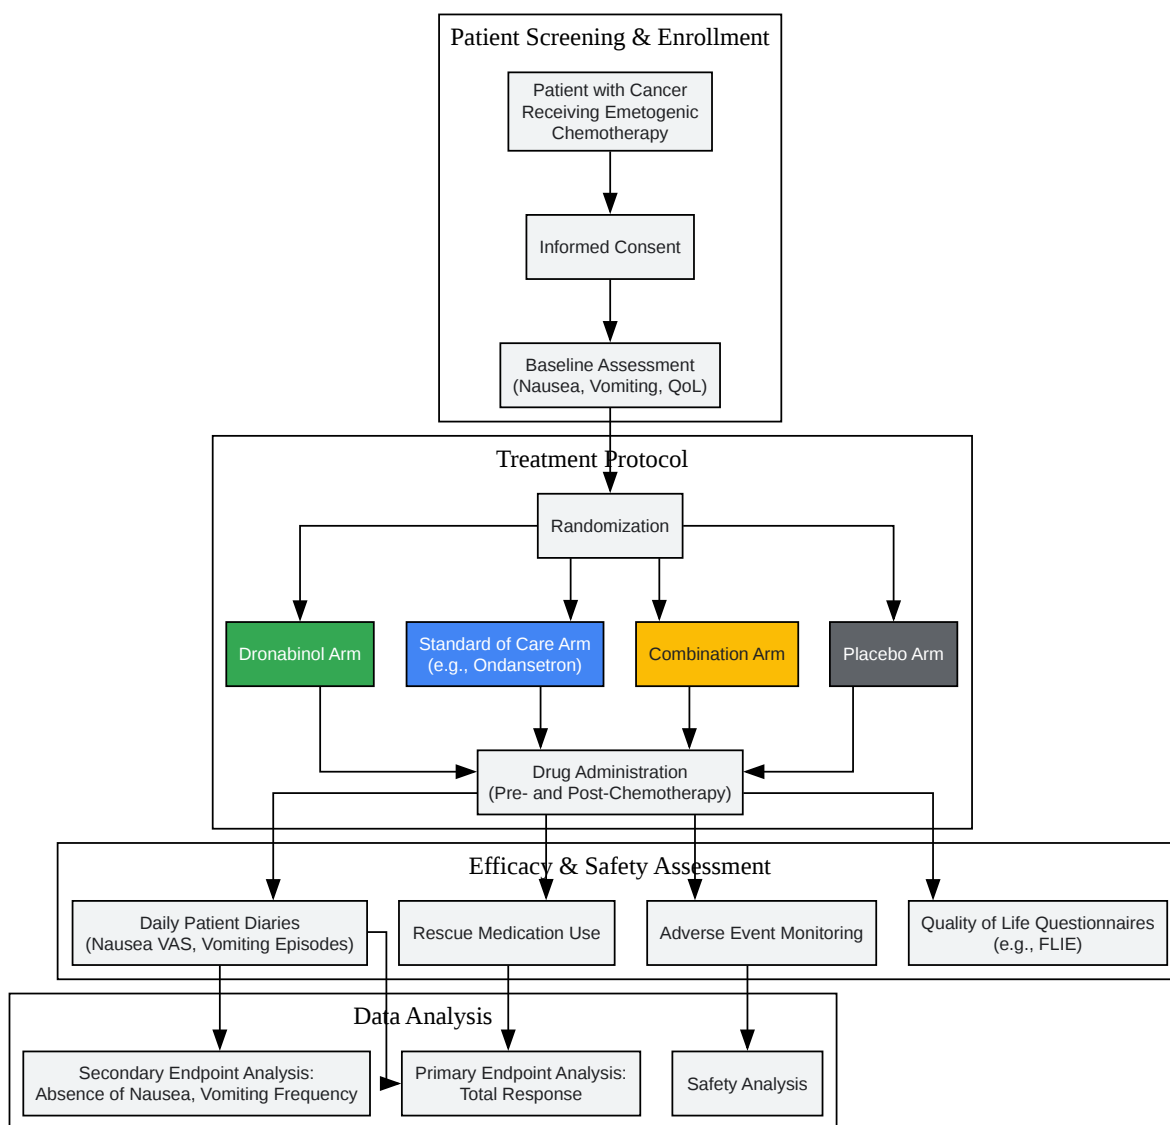 Patient Screening & Enrollment
Patient with Cancer
Receiving Emetogenic
Chemotherapy
Informed Consent
Baseline Assessment
(Nausea, Vomiting, QoL)
Treatment Protocol
Randomization
Dronabinol Arm
Standard of Care Arm
(e.g., Ondansetron)
Combination Arm
Placebo Arm
Drug Administration
(Pre- and Post-Chemotherapy)
Efficacy & Safety Assessment
Daily Patient Diaries
(Nausea VAS, Vomiting Episodes)
Rescue Medication Use
Adverse Event Monitoring
Quality of Life Questionnaires
(e.g., FLIE)
Data Analysis
Secondary Endpoint Analysis:
Absence of Nausea, Vomiting Frequency
Primary Endpoint Analysis:
Total Response
Safety Analysis